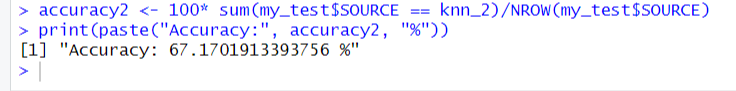 > accuracy2 <- 100* sum(my_test$SOURCE == knn_2)/NROW(my_test$SOURCE)
> print(paste("Accuracy:", accuracy2, "%"))
[1] "Accuracy: 67.1701913393756 %"
>